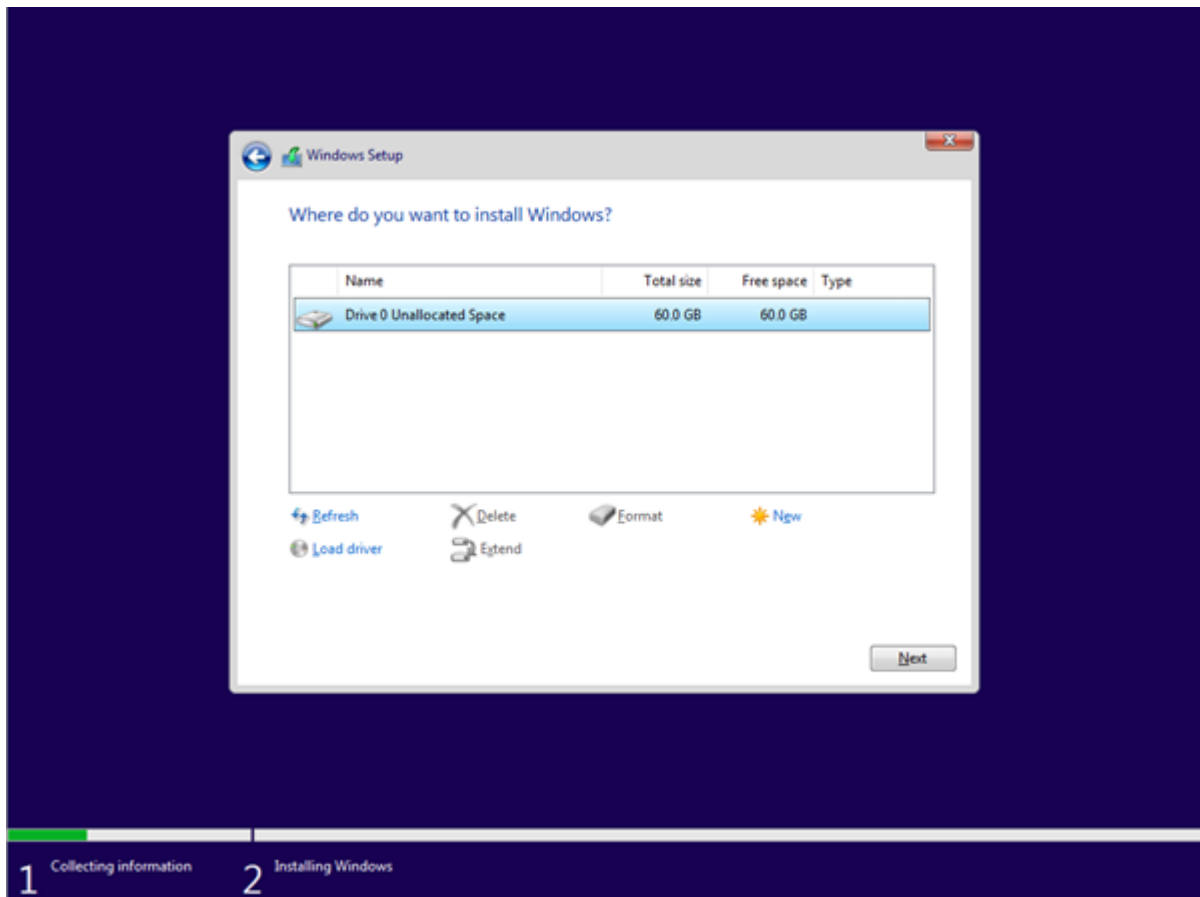 Windows Setup
Where do you want to install Windows?
Name Total size Free space Type
Drive 0 Unallocated Space 60.0 GB 60.0 GB
Refresh Delete Format New
Load driver Extend
Next
1 Collecting information 2 Installing Windows